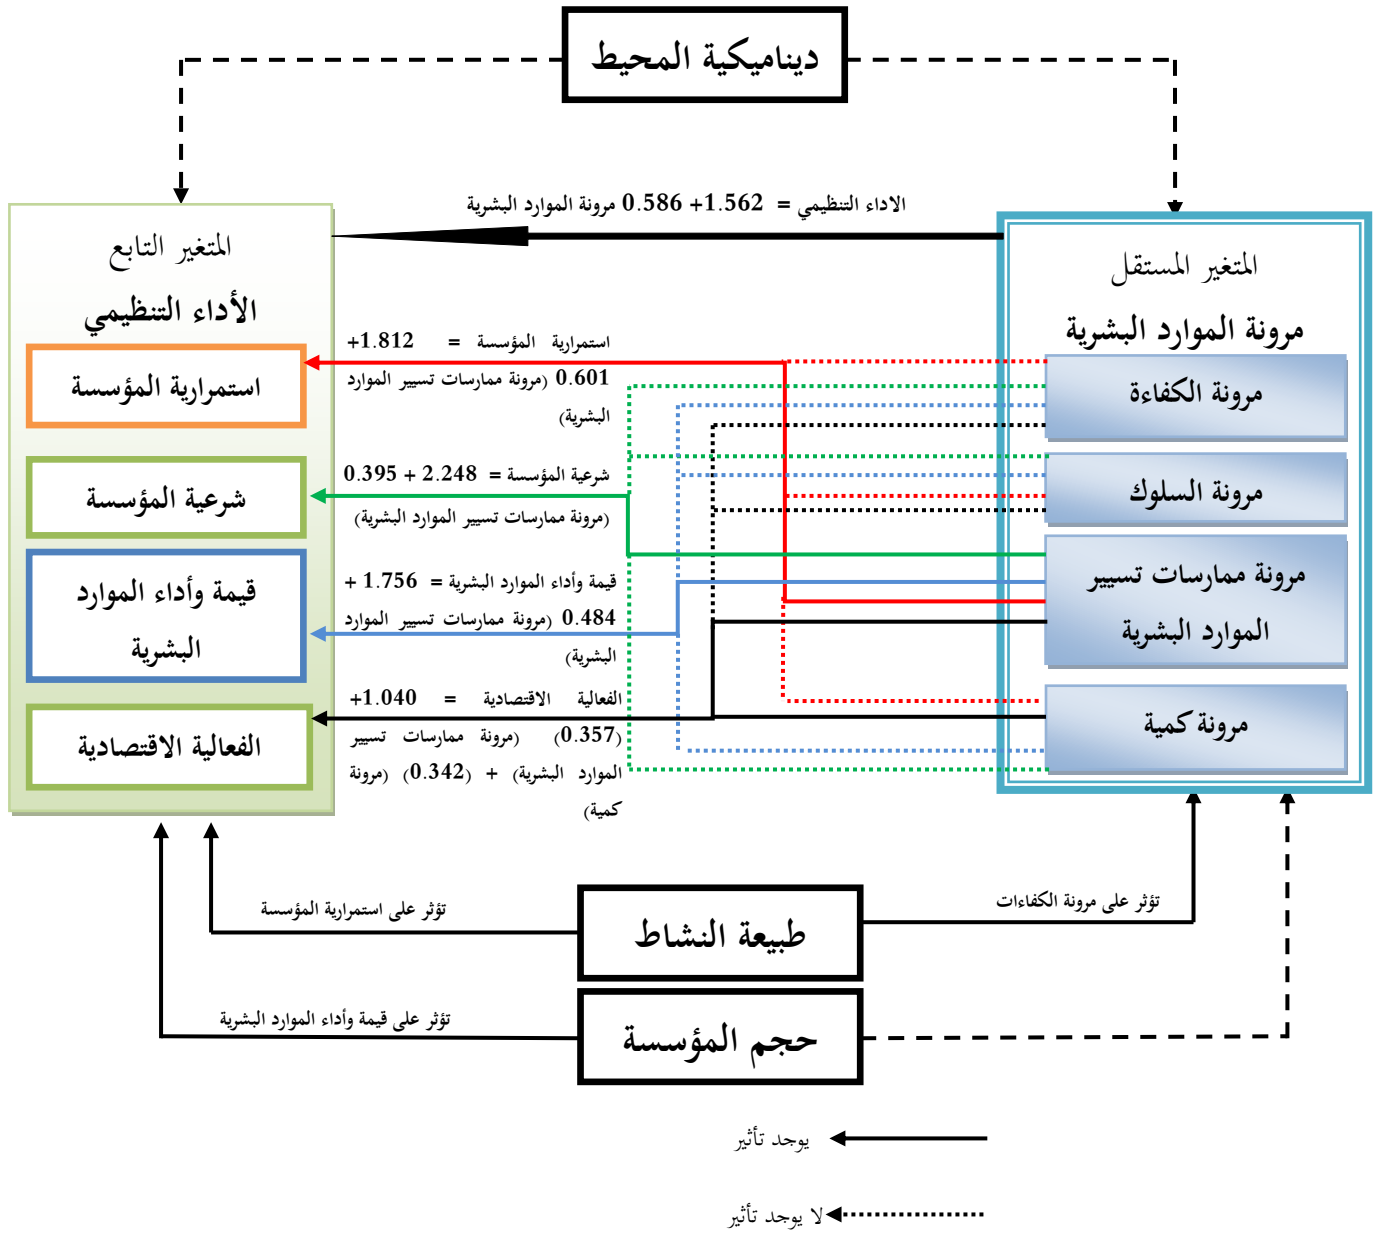 ديناميكية المحيط
الاداء التنظيمي = 1.562+ 0.586 مرونة الموارد البشرية
المتغير المستقل
مرونة الموارد البشرية
مرونة الكفاءة
مرونة السلوك
مرونة ممارسات تسيير
الموارد البشرية
مرونة كمية
استمرارية المؤسسة = 1.812+
0.601 (مرونة ممارسات تسيير الموارد
البشرية)
شرعية المؤسسة = 2.248 + 0.395
(مرونة ممارسات تسيير الموارد البشرية)
قيمة وأداء الموارد البشرية = 1.756 +
0.484 (مرونة ممارسات تسيير الموارد
البشرية)
الفعالية الاقتصادية = 1.040+
(0.357) (مرونة ممارسات تسيير
الموارد البشرية) + (0.342) (مرونة
كمية)
المتغير التابع
الأداء التنظيمي
استمرارية المؤسسة
شرعية المؤسسة
قيمة وأداء الموارد
البشرية
الفعالية الاقتصادية
تؤثر على مرونة الكفاءات
طبيعة النشاط
تؤثر على استمرارية المؤسسة
حجم المؤسسة
تؤثر على قيمة وأداء الموارد البشرية
يوجد تأثير
لا يوجد تأثير